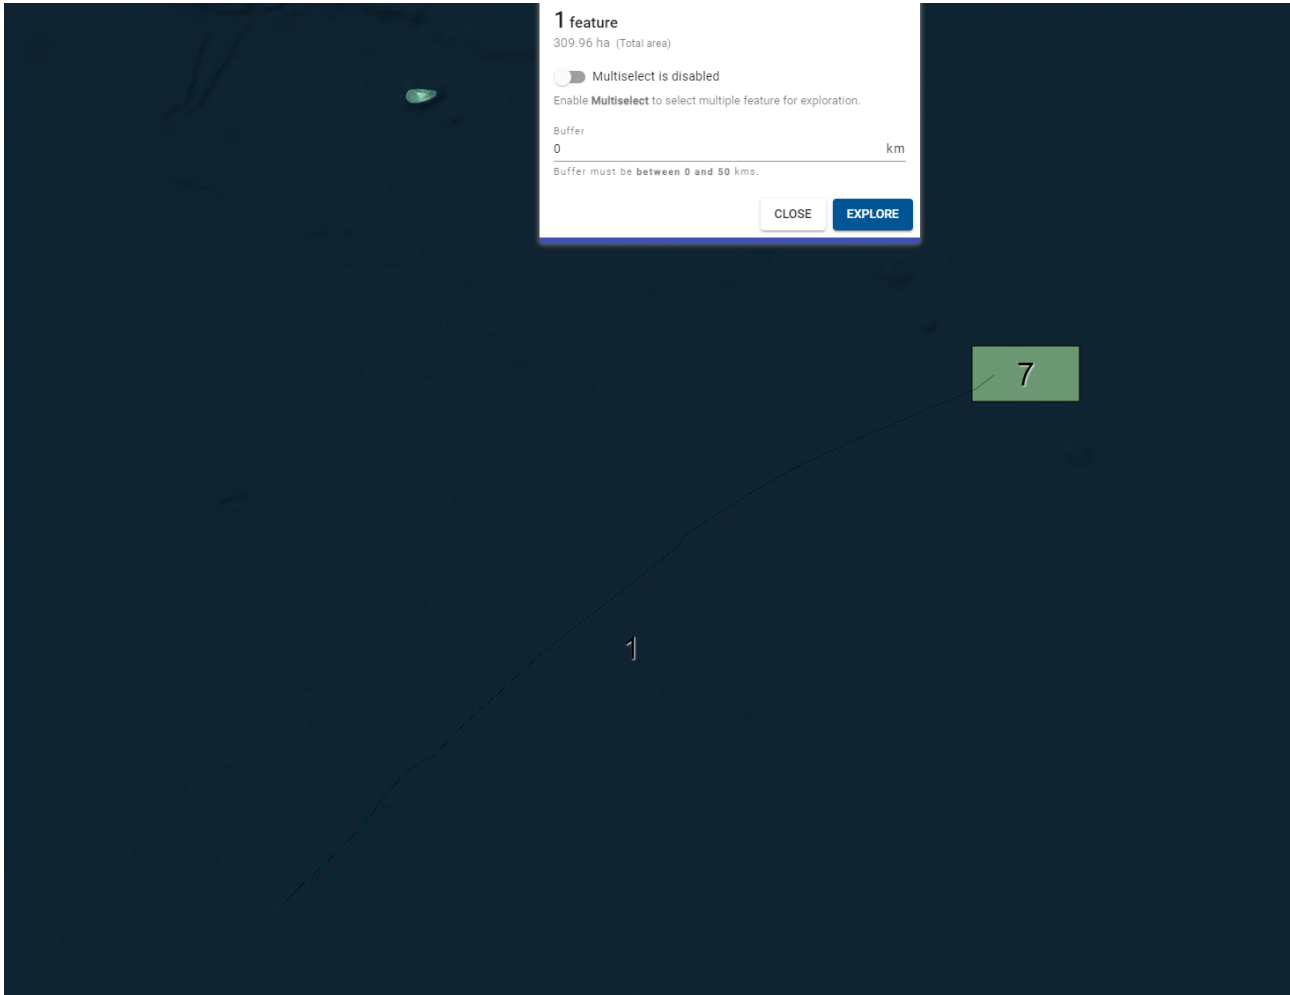 1 feature
309.96 ha (Total area)
Multiselect is disabled
Enable Multiselect to select multiple feature for exploration.
Buffer
0 km
Buffer must be between 0 and 50 kms.
CLOSE EXPLORE
7
1